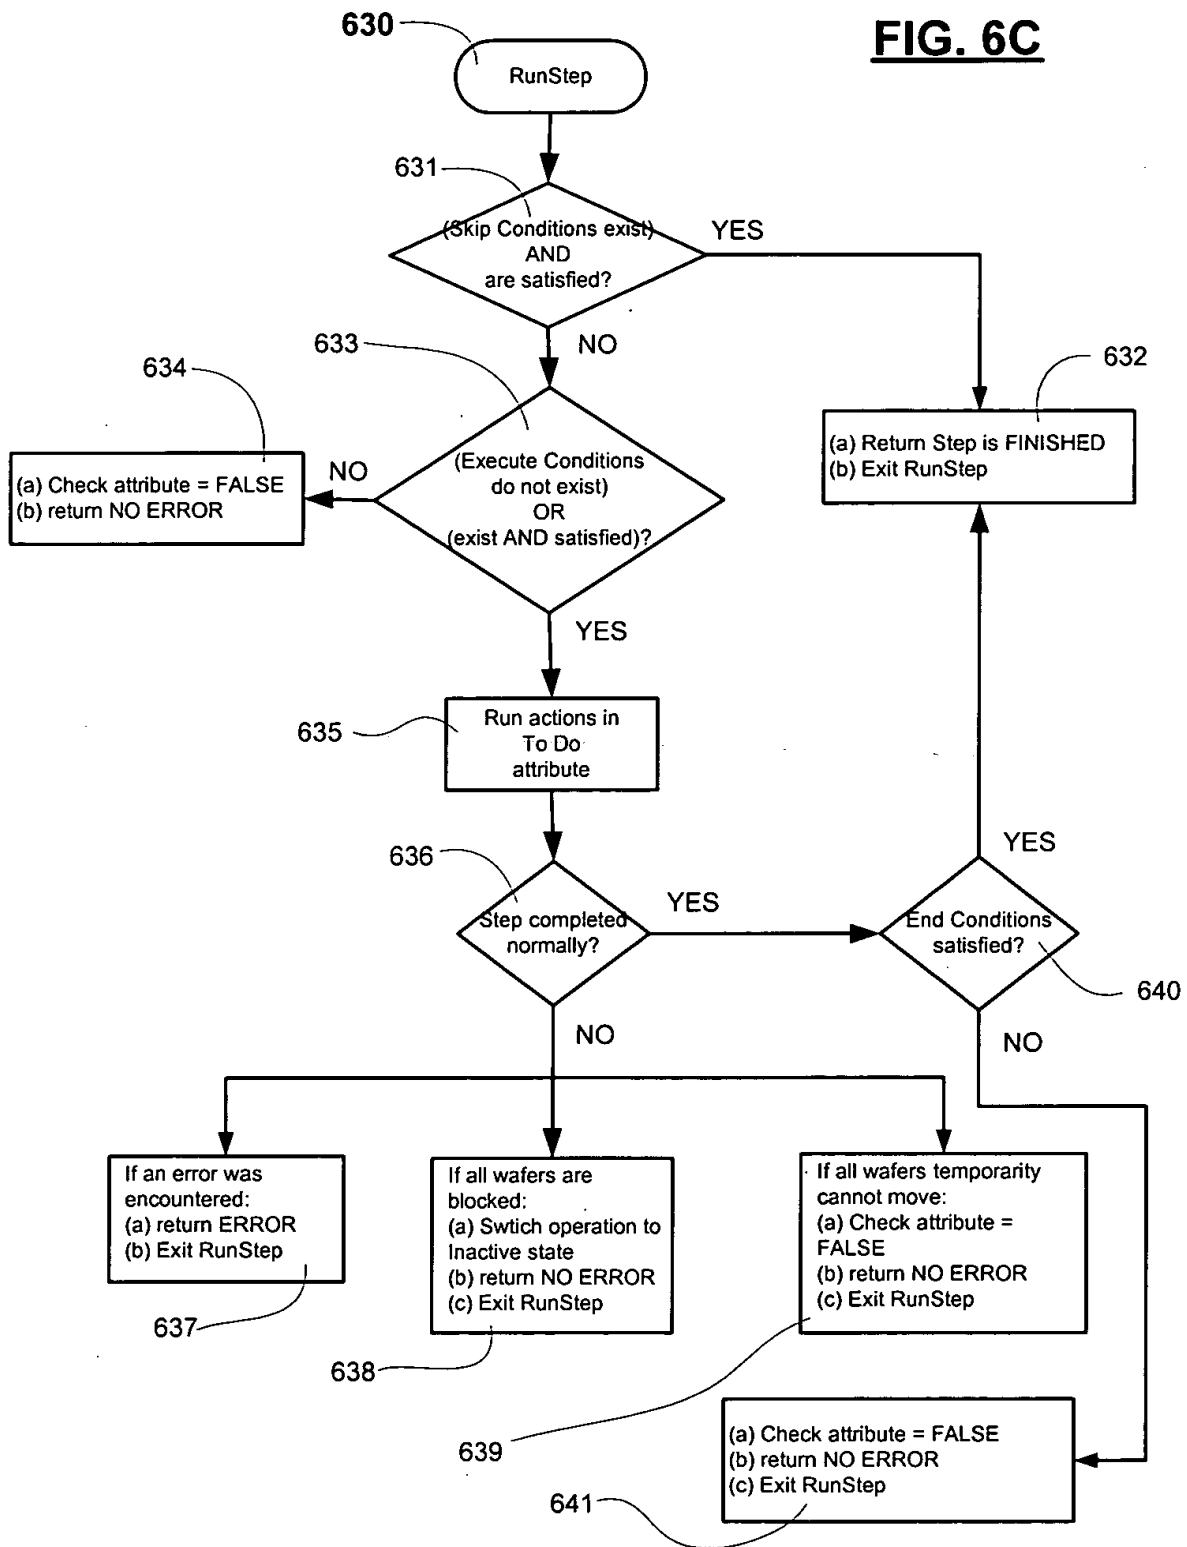 630
FIG. 6C
RunStep
631
(Skip Conditions exist)
AND
are satisfied?
YES
NO
633
634
632
(a) Return Step is FINISHED
(b) Exit RunStep
(Execute Conditions
do not exist)
OR
(exist AND satisfied)?
NO
(a) Check attribute = FALSE
(b) return NO ERROR
YES
635
Run actions in
To Do
attribute
636
Step completed
normally?
YES
YES
End Conditions
satisfied?
640
NO
NO
If an error was
encountered:
(a) return ERROR
(b) Exit RunStep
637
If all wafers are
blocked:
(a) Swtich operation to
Inactive state
(b) return NO ERROR
(c) Exit RunStep
638
If all wafers temporarity
cannot move:
(a) Check attribute =
FALSE
(b) return NO ERROR
(c) Exit RunStep
639
(a) Check attribute = FALSE
(b) return NO ERROR
(c) Exit RunStep
641